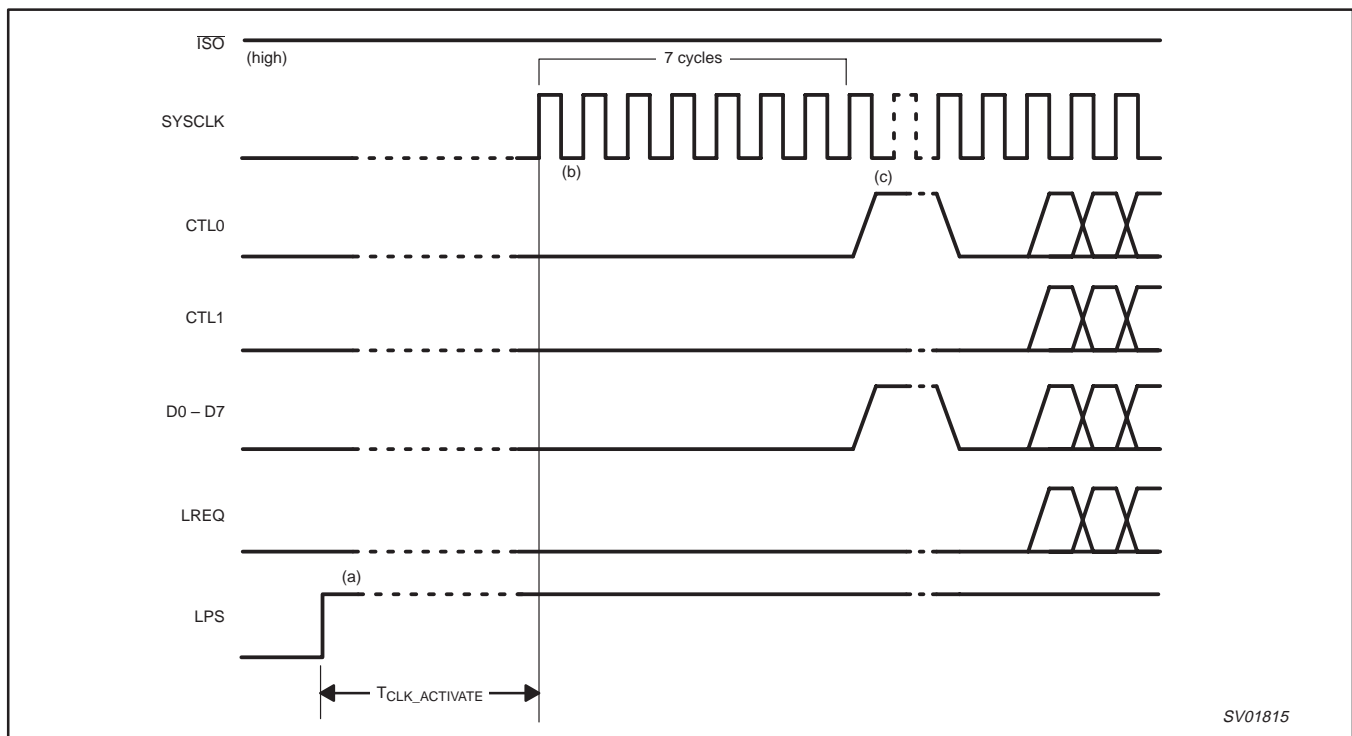 ISO
(high)
7 cycles
SYSCLK
(b)
(c)
CTL0
CTL1
D0 – D7
LREQ
(a)
LPS
TCLK_ACTIVATE
SV01815